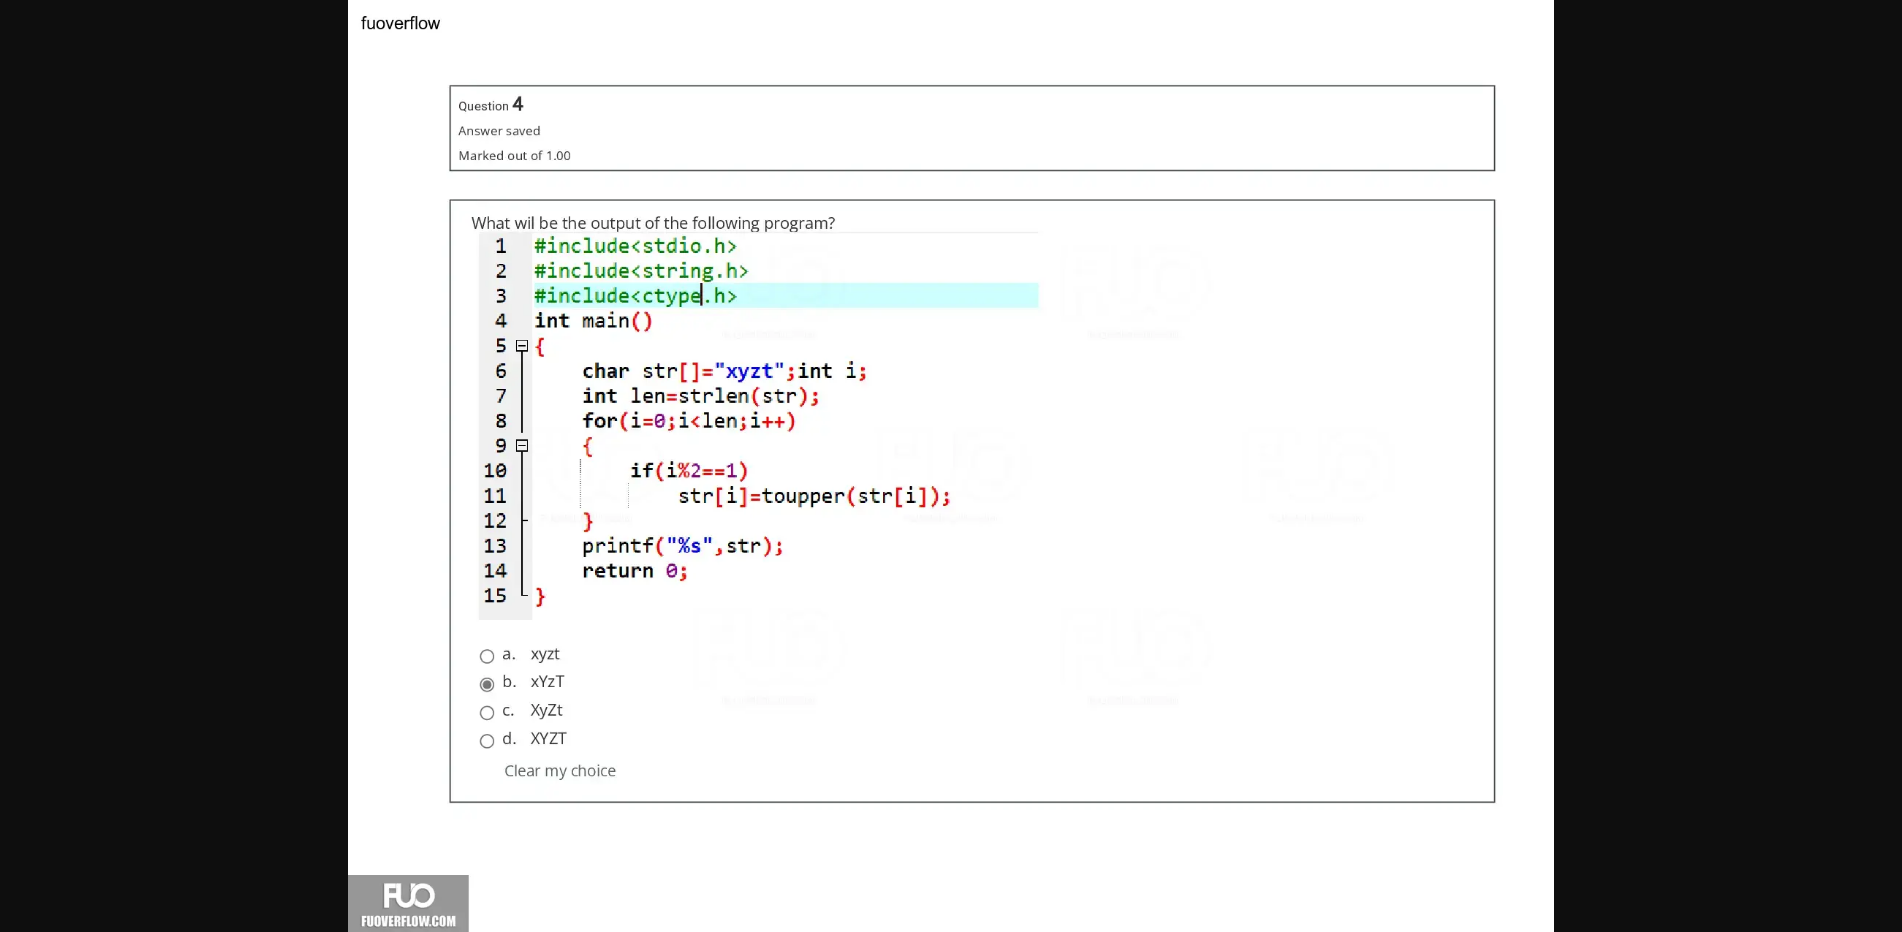 fuoverflow
Question 4
Answer saved
Marked out of 1.00
What wil be the output of the following program?
1 #include<stdio.h>
2 #include<string.h>
3 #include<ctype.h>
4 int main()
5 {
6 char str[]="xyzt";int i;
7 int len=strlen(str);
8 for(i=0;i<len;i++)
9 {
10 if(i%2==1)
11 str[i]=toupper(str[i]);
12 }
13 printf("%s",str);
14 return 0;
15 }
a. xyzt
b. xYzT
c. XyZt
d. XYZT
Clear my choice
FUO
FUOVERFLOW.COM